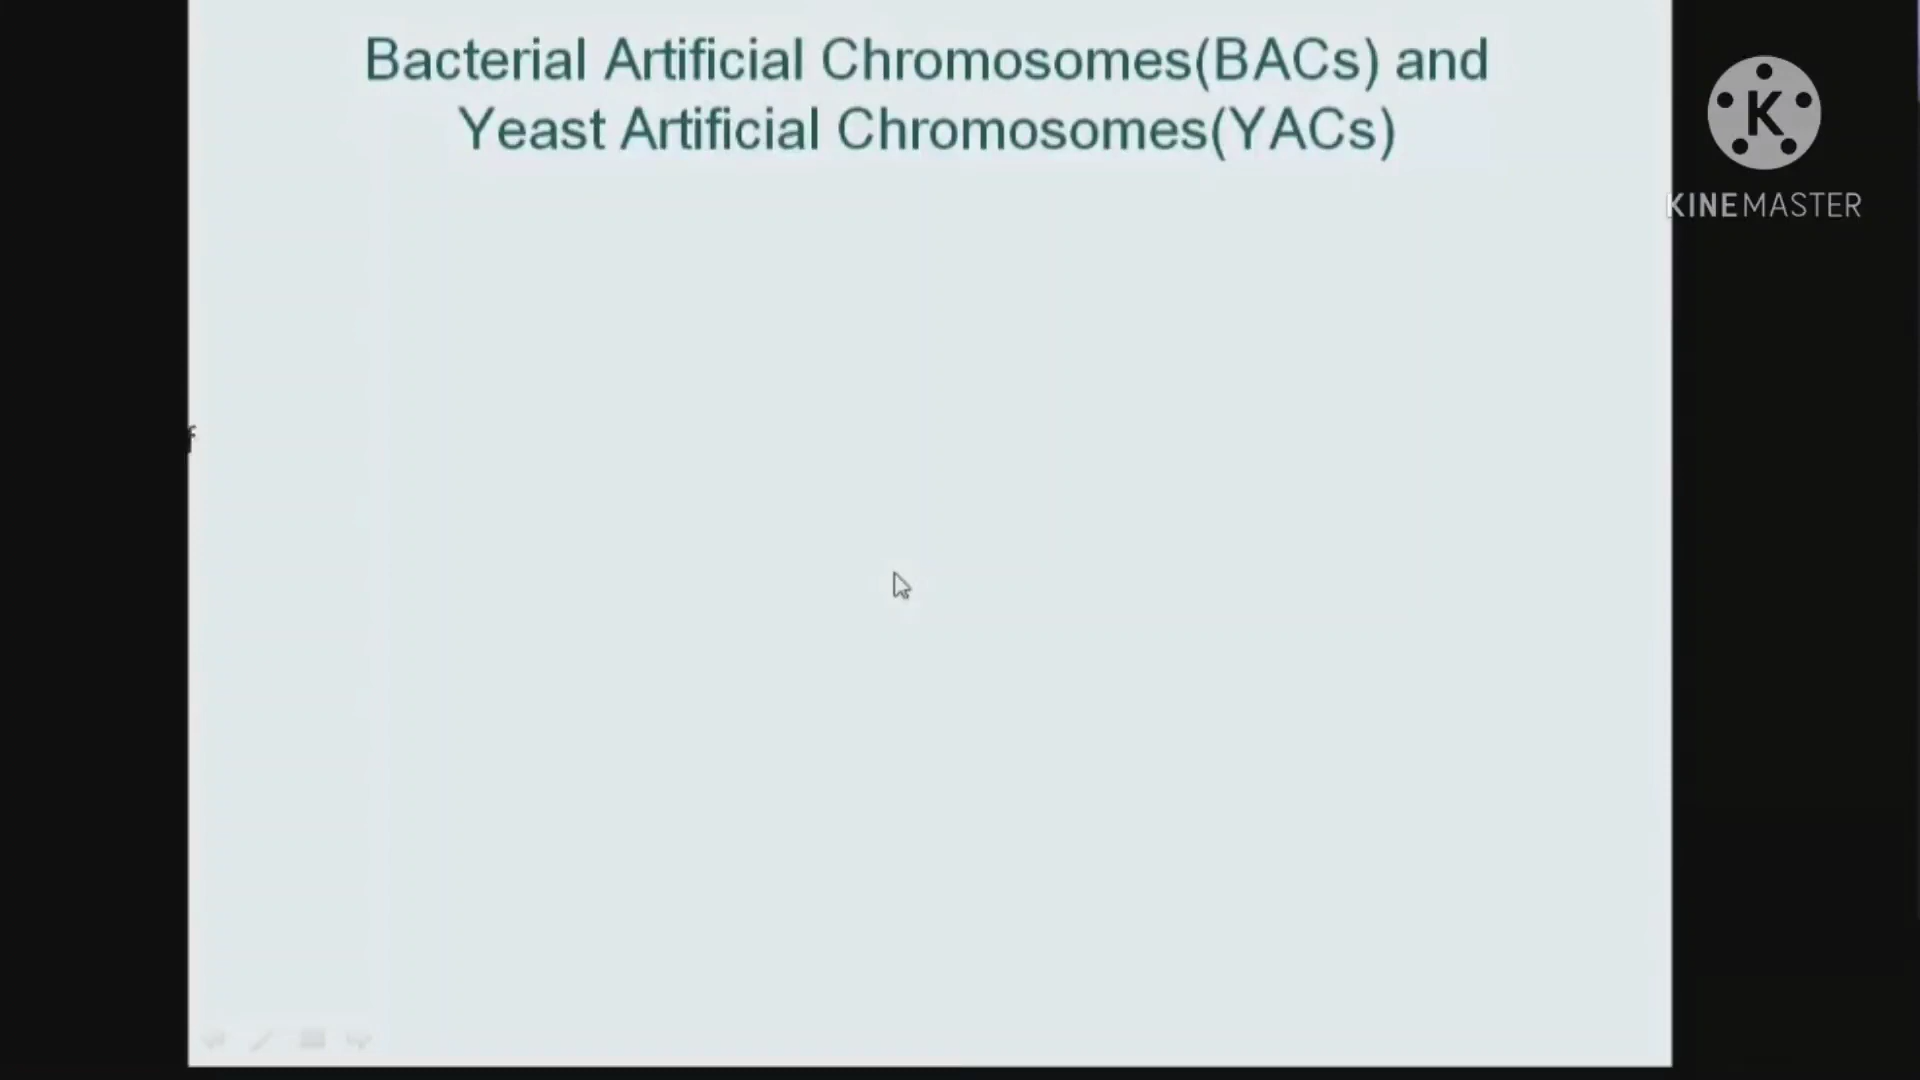 Bacterial Artificial Chromosomes(BACs) and
Yeast Artificial Chromosomes(YACs)
K
KINEMASTER
f